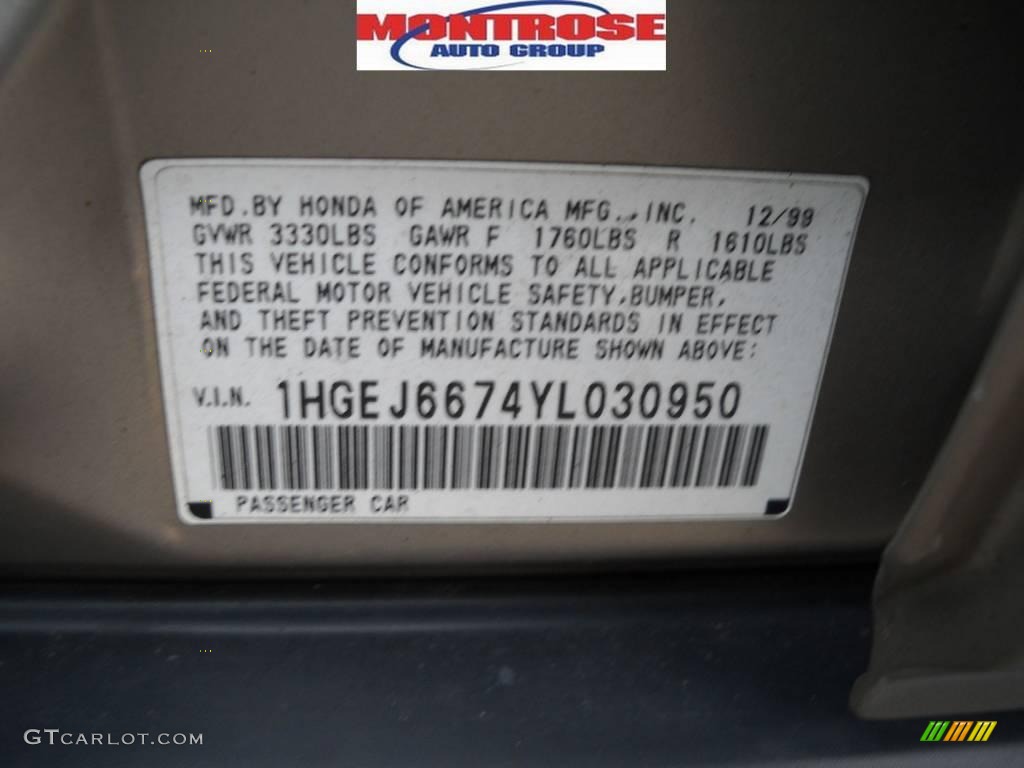 MONTROSE
AUTO GROUP
MFD.BY HONDA OF AMERICA MFG.,INC. 12/99
GVWR 3330LBS GAWR F 1760LBS R 1610LBS
THIS VEHICLE CONFORMS TO ALL APPLICABLE
FEDERAL MOTOR VEHICLE SAFETY,BUMPER,
AND THEFT PREVENTION STANDARDS IN EFFECT
ON THE DATE OF MANUFACTURE SHOWN ABOVE:
V.I.N. 1HGEJ6674YL030950
PASSENGER CAR
GTCARLOT.COM